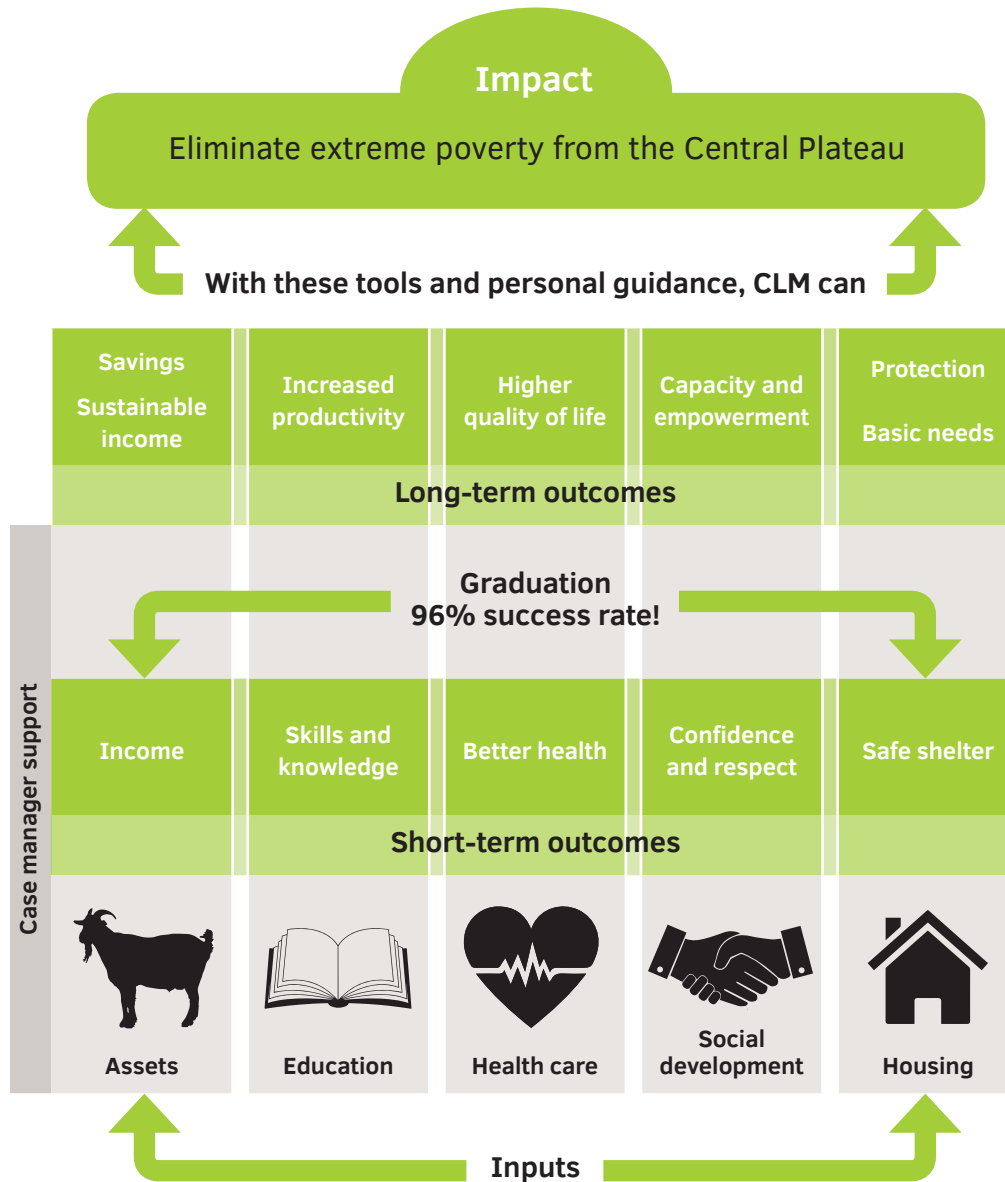 Impact
Eliminate extreme poverty from the Central Plateau
With these tools and personal guidance, CLM can
Savings
Sustainable
income
Increased
productivity
Higher
quality of life
Capacity and
empowerment
Protection
Basic needs
Long-term outcomes
Graduation
96% success rate!
Case manager support
Income
Skills and
knowledge
Better health
Confidence
and respect
Safe shelter
Short-term outcomes
Assets
Education
Health care
Social
development
Housing
Inputs